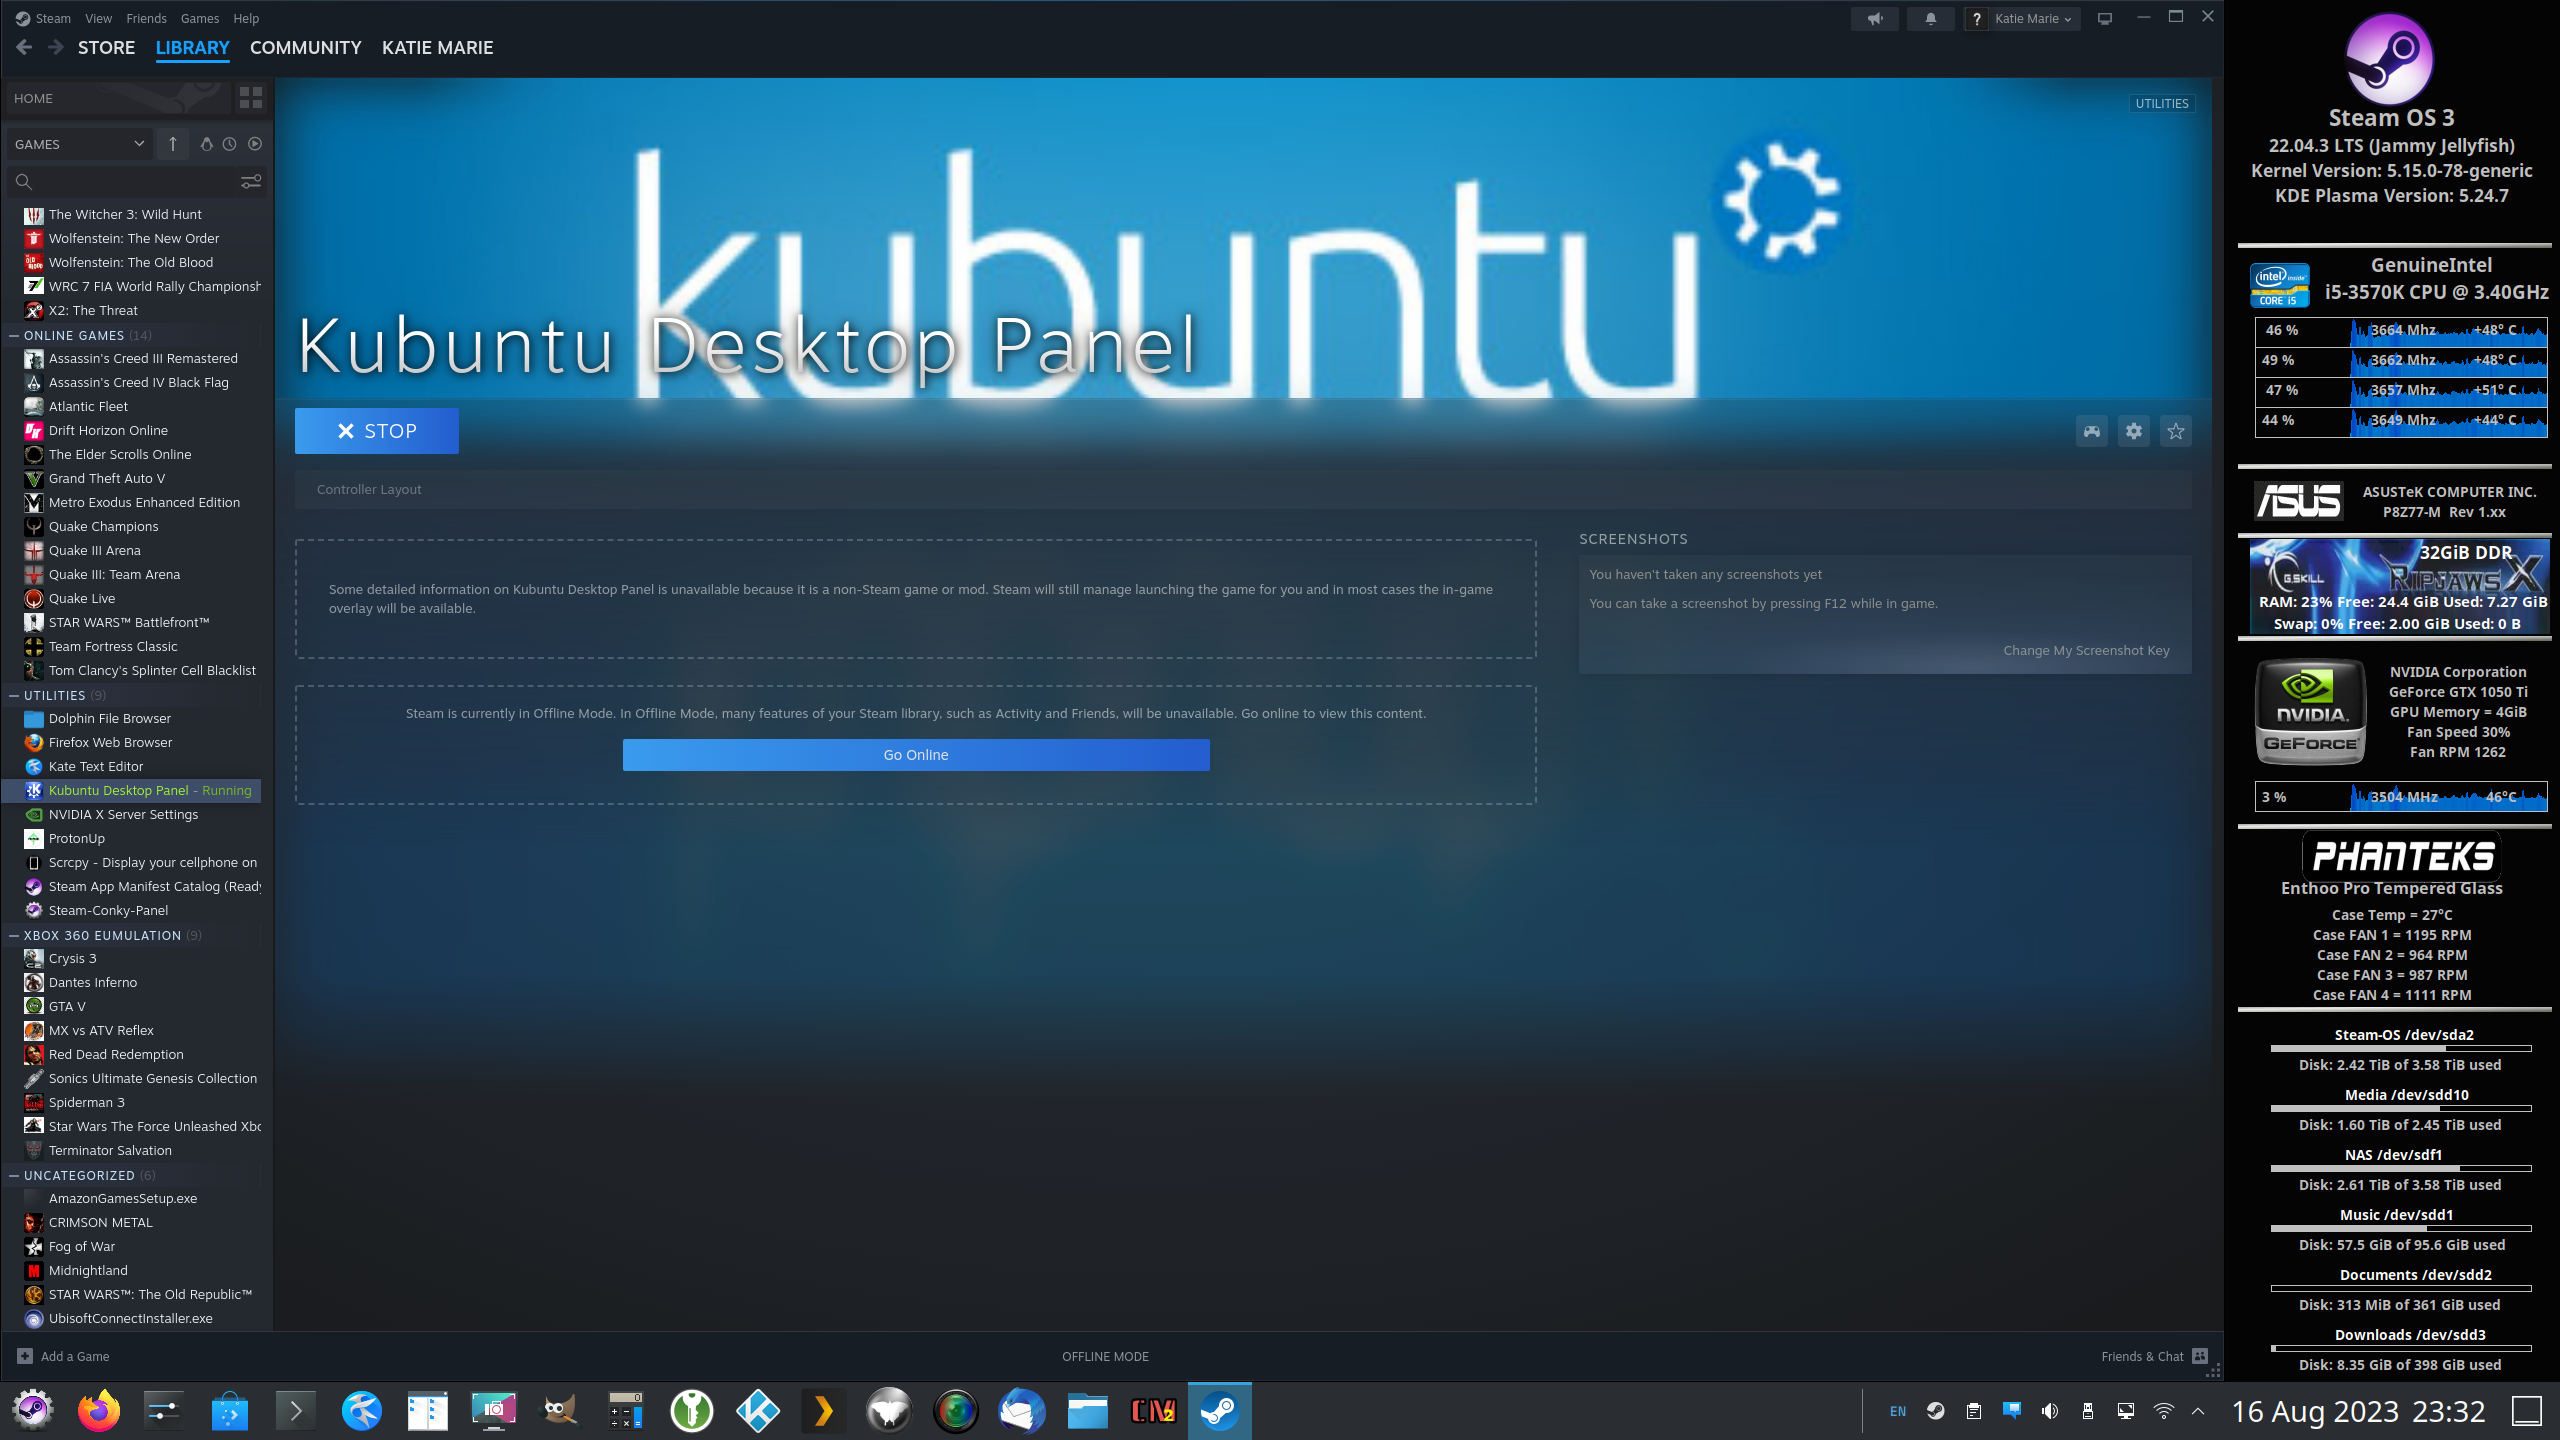 Steam View Friends Games Help
? Katie Marie
STORE LIBRARY COMMUNITY KATIE MARIE
HOME
GAMES
The Witcher 3: Wild Hunt
Wolfenstein: The New Order
Wolfenstein: The Old Blood
WRC 7 FIA World Rally Championsh
X2: The Threat
ONLINE GAMES (14)
Assassin's Creed III Remastered
Assassin's Creed IV Black Flag
Atlantic Fleet
Drift Horizon Online
The Elder Scrolls Online
Grand Theft Auto V
Metro Exodus Enhanced Edition
Quake Champions
Quake III Arena
Quake III: Team Arena
Quake Live
STAR WARS™ Battlefront™
Team Fortress Classic
Tom Clancy's Splinter Cell Blacklist
UTILITIES (9)
Dolphin File Browser
Firefox Web Browser
Kate Text Editor
Kubuntu Desktop Panel - Running
NVIDIA X Server Settings
ProtonUp
Scrcpy - Display your cellphone on
Steam App Manifest Catalog (Ready
Steam-Conky-Panel
XBOX 360 EUMULATION (9)
Crysis 3
Dantes Inferno
GTA V
MX vs ATV Reflex
Red Dead Redemption
Sonics Ultimate Genesis Collection
Spiderman 3
Star Wars The Force Unleashed Xbo
Terminator Salvation
UNCATEGORIZED (6)
AmazonGamesSetup.exe
CRIMSON METAL
Fog of War
Midnightland
STAR WARS™: The Old Republic™
UbisoftConnectInstaller.exe
Add a Game
UTILITIES
kubuntu
Kubuntu Desktop Panel
STOP
Controller Layout
Some detailed information on Kubuntu Desktop Panel is unavailable because it is a non-Steam game or mod. Steam will still manage launching the game for you and in most cases the in-game
overlay will be available.
Steam is currently in Offline Mode. In Offline Mode, many features of your Steam library, such as Activity and Friends, will be unavailable. Go online to view this content.
Go Online
SCREENSHOTS
You haven't taken any screenshots yet
You can take a screenshot by pressing F12 while in game.
Change My Screenshot Key
OFFLINE MODE
Friends & Chat
Steam OS 3
22.04.3 LTS (Jammy Jellyfish)
Kernel Version: 5.15.0-78-generic
KDE Plasma Version: 5.24.7
intel inside
CORE i5
GenuineIntel
i5-3570K CPU @ 3.40GHz
46 % 3664 Mhz +48° C
49 % 3662 Mhz +48° C
47 % 3657 Mhz +51° C
44 % 3649 Mhz +44° C
ASUS
ASUSTeK COMPUTER INC.
P8Z77-M Rev 1.xx
32GiB DDR
G.SKILL RIPJAWS X
RAM: 23% Free: 24.4 GiB Used: 7.27 GiB
Swap: 0% Free: 2.00 GiB Used: 0 B
NVIDIA.
GEFORCE
NVIDIA Corporation
GeForce GTX 1050 Ti
GPU Memory = 4GiB
Fan Speed 30%
Fan RPM 1262
3 % 3504 MHz 46°C
PHANTEKS
Enthoo Pro Tempered Glass
Case Temp = 27°C
Case FAN 1 = 1195 RPM
Case FAN 2 = 964 RPM
Case FAN 3 = 987 RPM
Case FAN 4 = 1111 RPM
Steam-OS /dev/sda2
Disk: 2.42 TiB of 3.58 TiB used
Media /dev/sdd10
Disk: 1.60 TiB of 2.45 TiB used
NAS /dev/sdf1
Disk: 2.61 TiB of 3.58 TiB used
Music /dev/sdd1
Disk: 57.5 GiB of 95.6 GiB used
Documents /dev/sdd2
Disk: 313 MiB of 361 GiB used
Downloads /dev/sdd3
Disk: 8.35 GiB of 398 GiB used
EN
16 Aug 2023 23:32